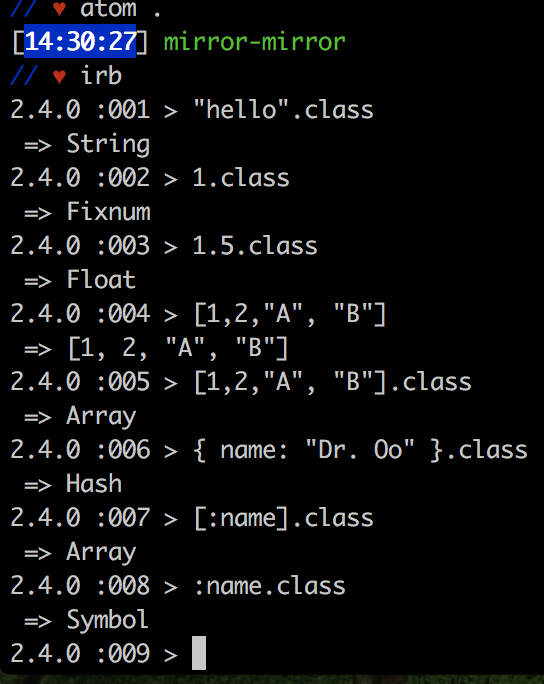 // ♥ atom .
[14:30:27] mirror-mirror
// ♥ irb
2.4.0 :001 > "hello".class
 => String
2.4.0 :002 > 1.class
 => Fixnum
2.4.0 :003 > 1.5.class
 => Float
2.4.0 :004 > [1,2,"A", "B"]
 => [1, 2, "A", "B"]
2.4.0 :005 > [1,2,"A", "B"].class
 => Array
2.4.0 :006 > { name: "Dr. Oo" }.class
 => Hash
2.4.0 :007 > [:name].class
 => Array
2.4.0 :008 > :name.class
 => Symbol
2.4.0 :009 >